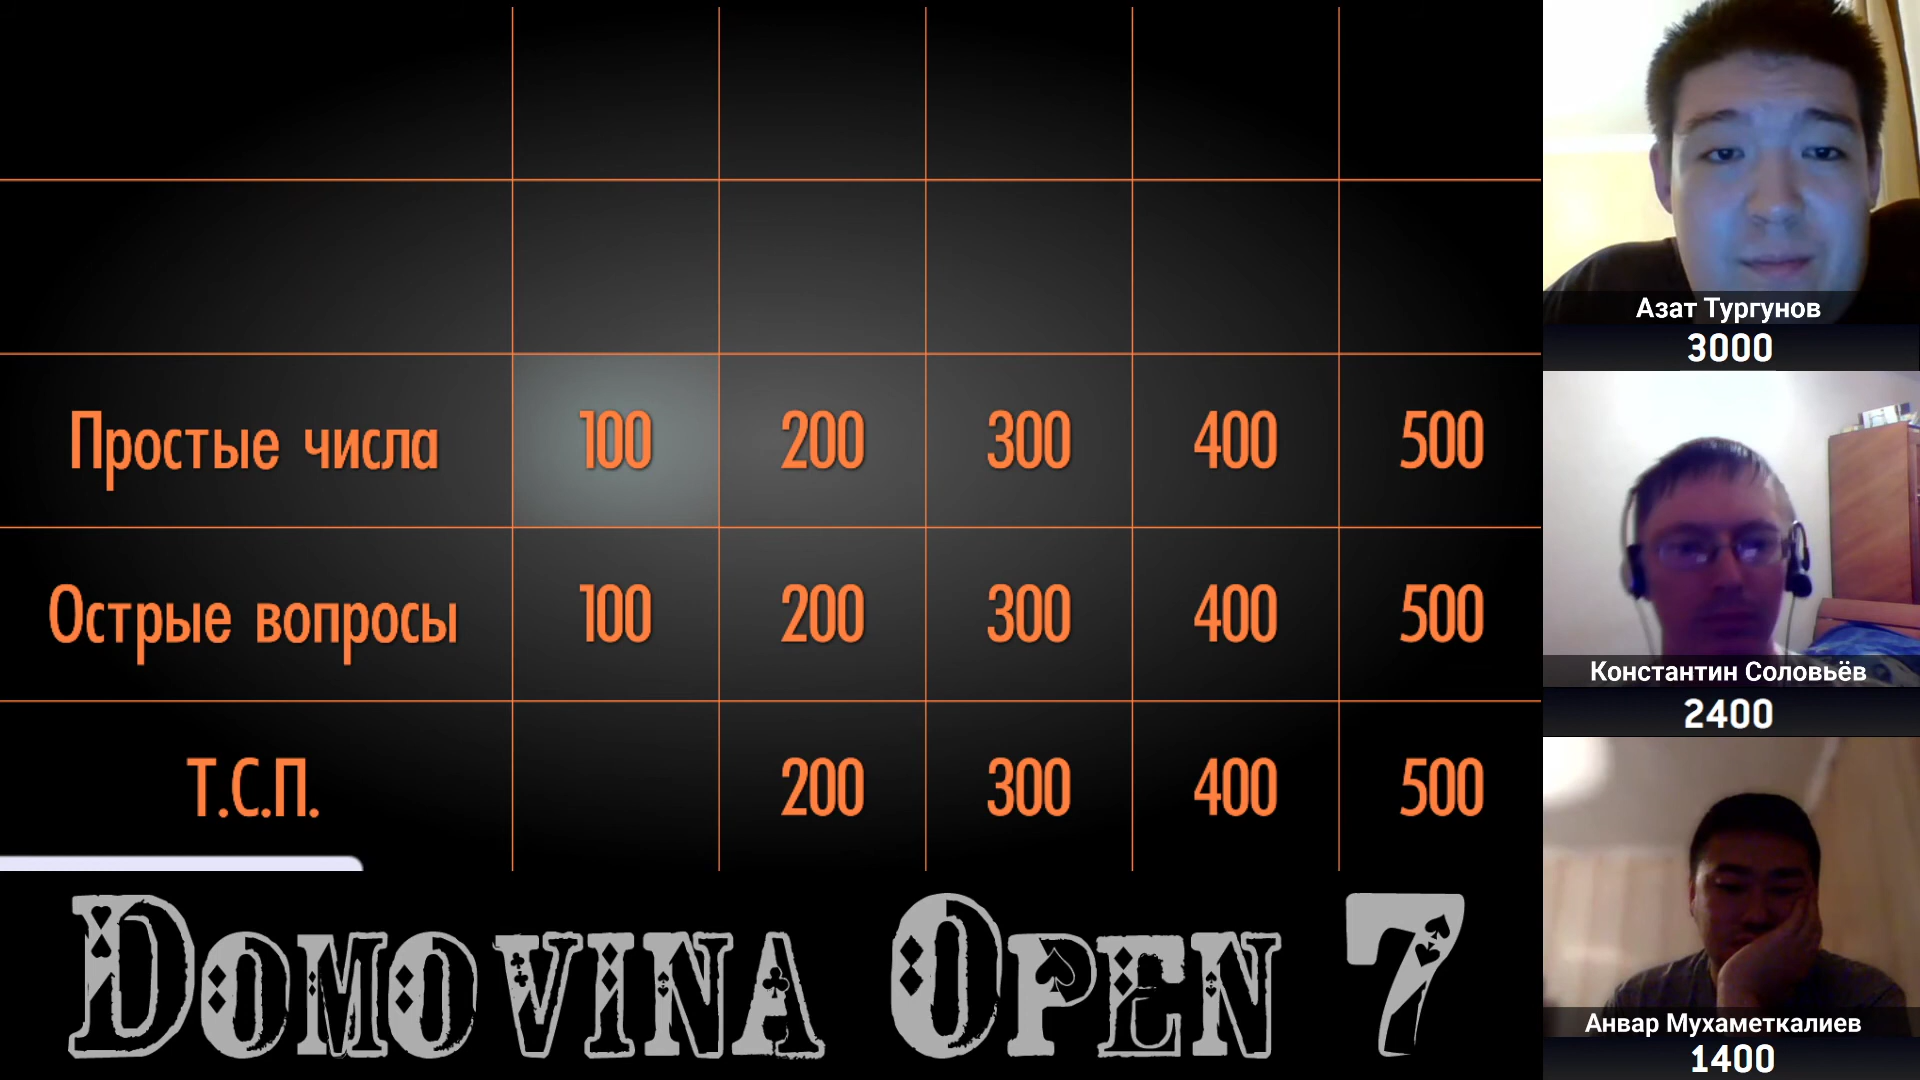 Простые числа 100 200 300 400 500
Острые вопросы 100 200 300 400 500
Т.С.П. 200 300 400 500
DOMOVINA OPEN 7
Азат Тургунов
3000
Константин Соловьёв
2400
Анвар Мухаметкалиев
1400